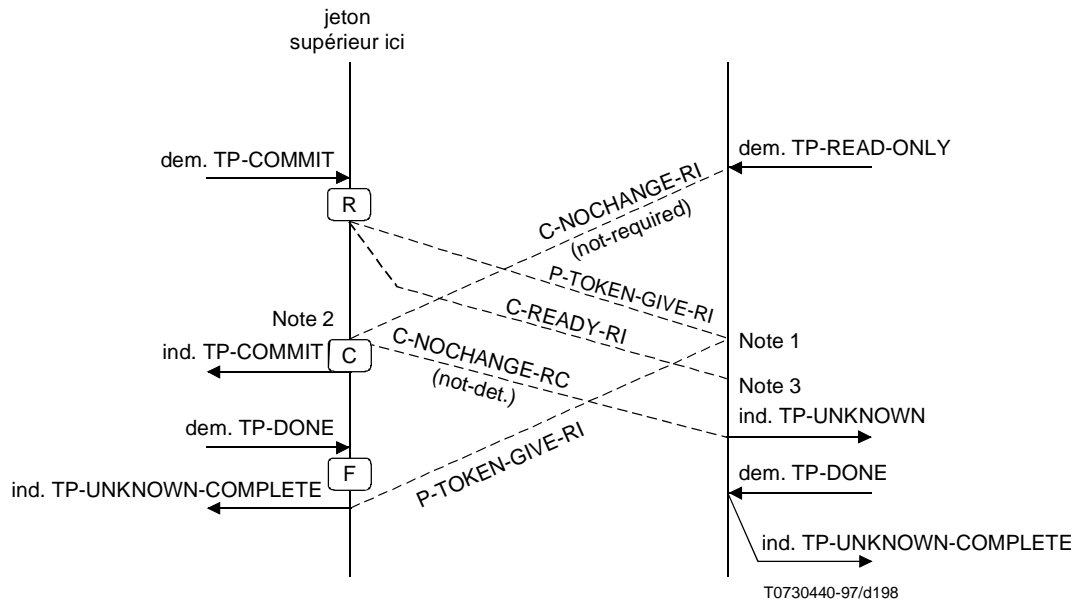 jeton
supérieur ici
dem. TP-COMMIT
dem. TP-READ-ONLY
R
C-NOCHANGE-RI
(not-required)
P-TOKEN-GIVE-RI
C-READY-RI
Note 2
Note 1
ind. TP-COMMIT
C
C-NOCHANGE-RC
(not-det.)
Note 3
ind. TP-UNKNOWN
dem. TP-DONE
P-TOKEN-GIVE-RI
F
dem. TP-DONE
ind. TP-UNKNOWN-COMPLETE
ind. TP-UNKNOWN-COMPLETE
T0730440-97/d198